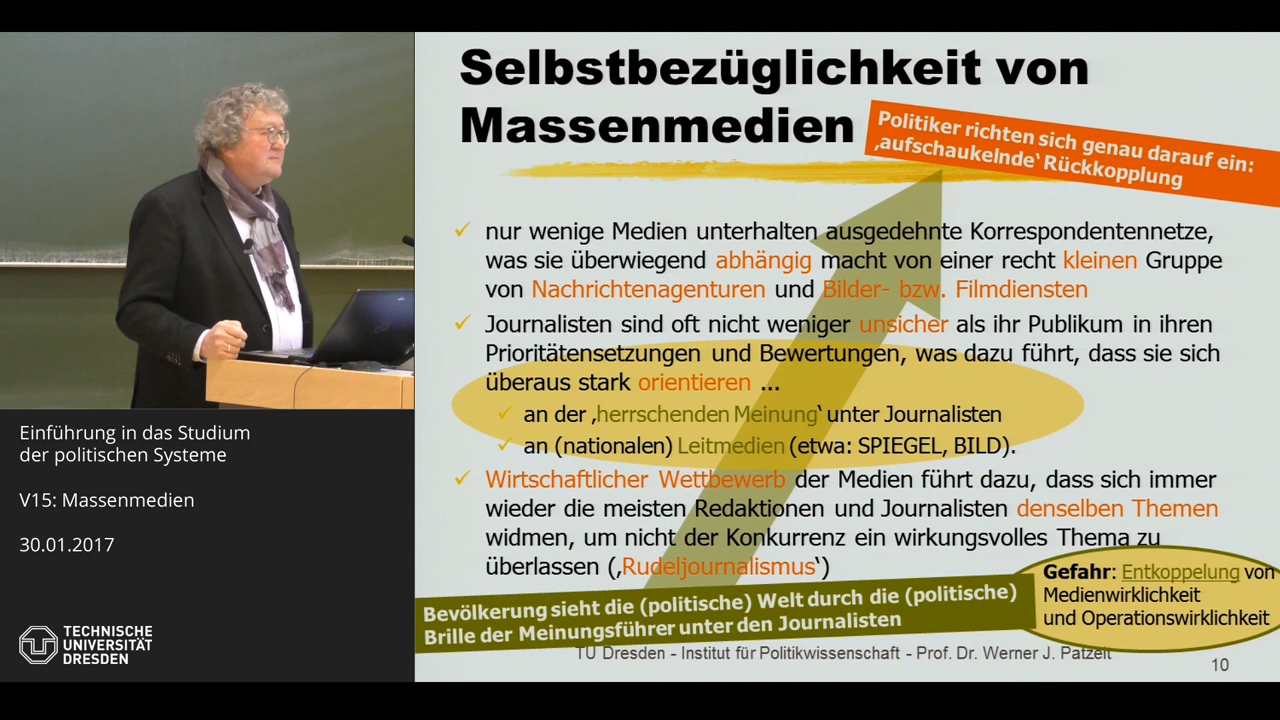 Selbstbezüglichkeit von
Massenmedien
Politiker richten sich genau darauf ein:
‚aufschaukelnde‘ Rückkopplung
nur wenige Medien unterhalten ausgedehnte Korrespondentennetze,
was sie überwiegend abhängig macht von einer recht kleinen Gruppe
von Nachrichtenagenturen und Bilder- bzw. Filmdiensten
Journalisten sind oft nicht weniger unsicher als ihr Publikum in ihren
Prioritätensetzungen und Bewertungen, was dazu führt, dass sie sich
überaus stark orientieren ...
an der ‚herrschenden Meinung‘ unter Journalisten
an (nationalen) Leitmedien (etwa: SPIEGEL, BILD).
Wirtschaftlicher Wettbewerb der Medien führt dazu, dass sich immer
wieder die meisten Redaktionen und Journalisten denselben Themen
widmen, um nicht der Konkurrenz ein wirkungsvolles Thema zu
überlassen (‚Rudeljournalismus‘)
Gefahr: Entkoppelung von
Medienwirklichkeit
und Operationswirklichkeit
Bevölkerung sieht die (politische) Welt durch die (politische)
Brille der Meinungsführer unter den Journalisten
TU Dresden - Institut für Politikwissenschaft - Prof. Dr. Werner J. Patzelt
10
Einführung in das Studium
der politischen Systeme
V15: Massenmedien
30.01.2017
TECHNISCHE
UNIVERSITÄT
DRESDEN